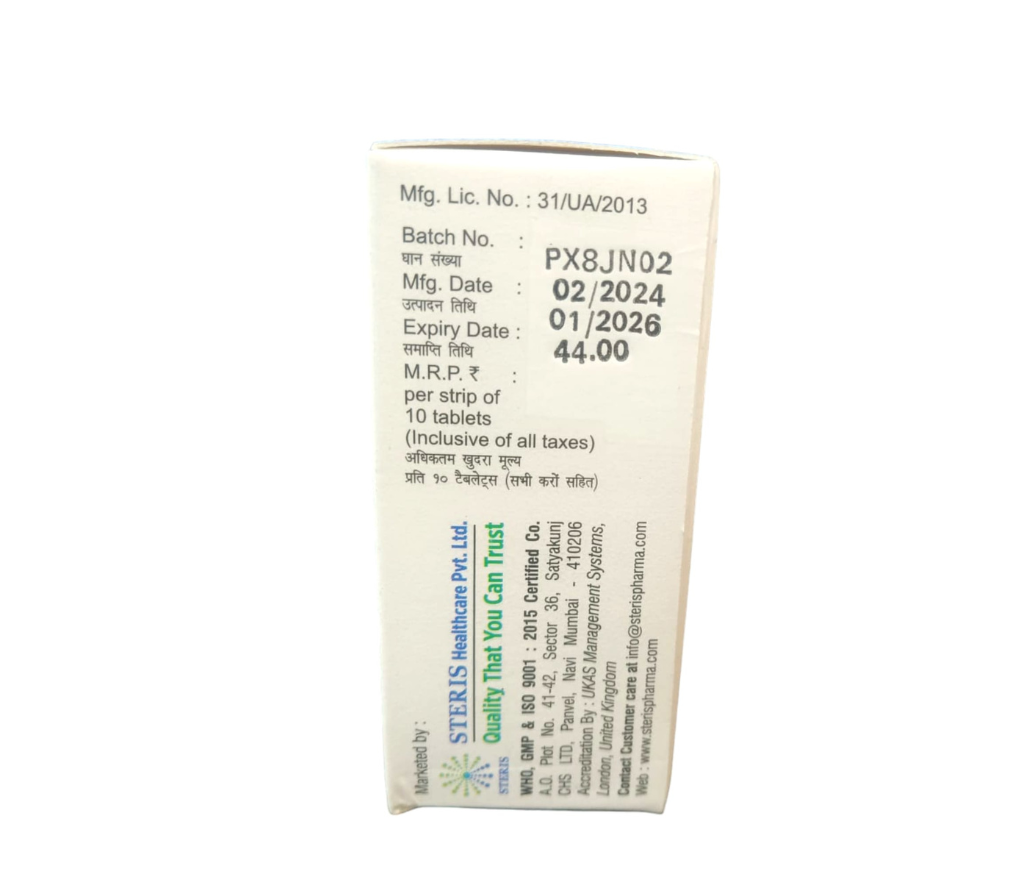 Mfg. Lic. No. : 31/UA/2013
Batch No. : PX8JN02
घान संख्या
Mfg. Date : 02/2024
उत्पादन तिथि
Expiry Date : 01/2026
समाप्ति तिथि
M.R.P. ₹ : 44.00
per strip of
10 tablets
(Inclusive of all taxes)
अधिकतम खुदरा मूल्य
प्रति १० टैबलेट्स (सभी करों सहित)
Marketed by :
STERIS Healthcare Pvt. Ltd.
Quality That You Can Trust
STERIS
WHO, GMP & ISO 9001 : 2015 Certified Co.
A.O. Plot No. 41-42, Sector 36, Satyakunj
CHS LTD, Panvel, Navi Mumbai - 410206
Accreditation By : UKAS Management Systems,
London, United Kingdom
Contact Customer care at info@sterispharma.com
Web : www.sterispharma.com